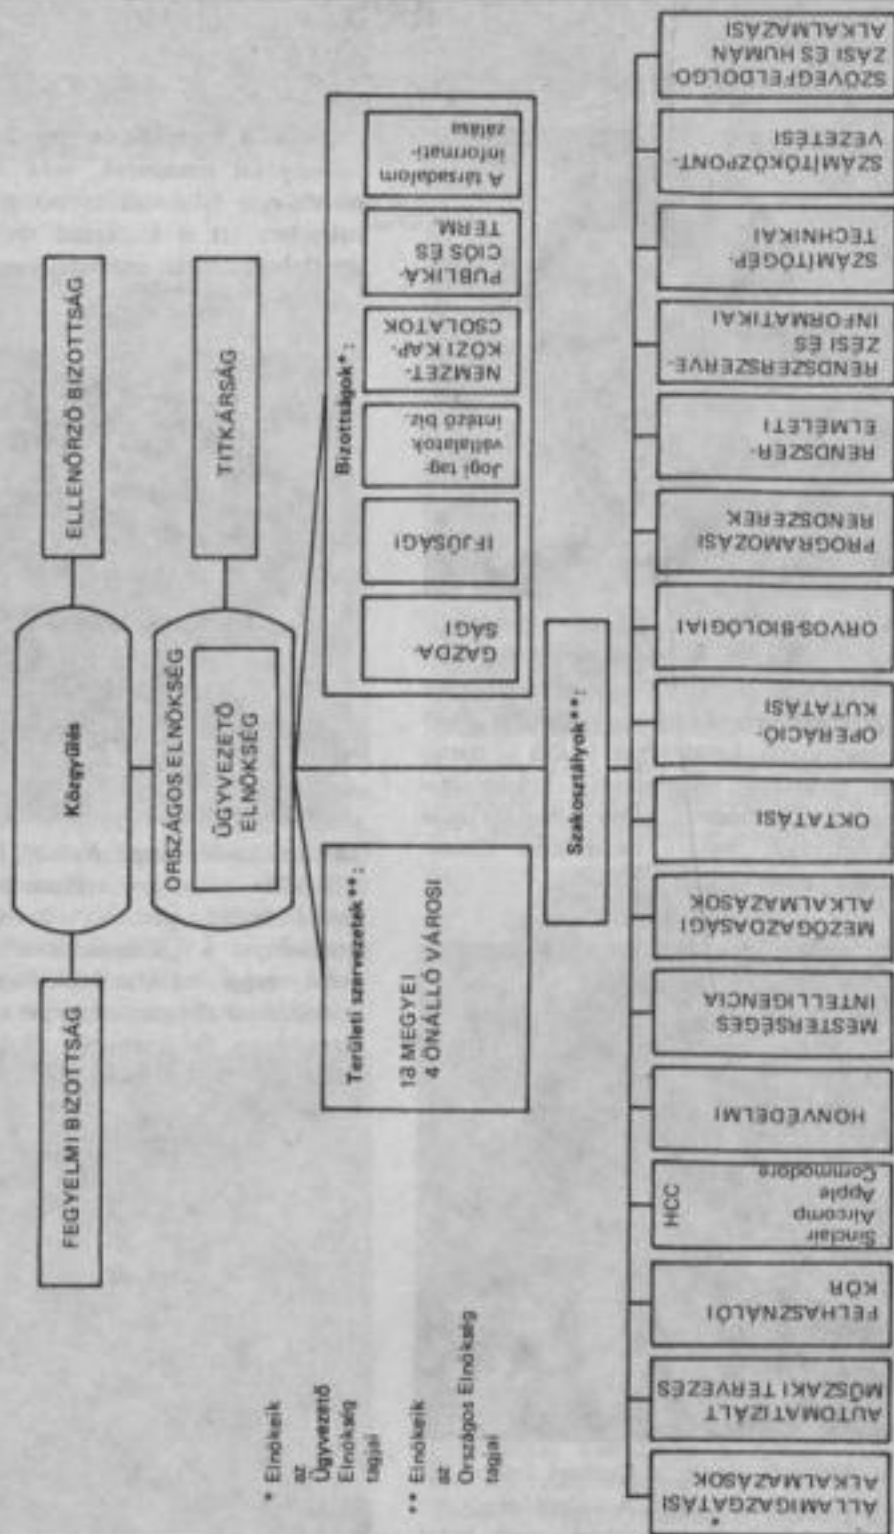 FEGYELMI BIZOTTSÁG
Közgyűlés
ELLENŐRZŐ BIZOTTSÁG
ORSZÁGOS ELNÖKSÉG
ÜGYVEZETŐ
ELNÖKSÉG
TITKÁRSÁG
* Elnökeik
az
Ügyvezető
Elnökség
tagjai
** Elnökeik
az
Országos Elnökség
tagjai
Területi szervezetek**:
18 MEGYEI
4 ÖNÁLLÓ VÁROSI
Bizottságok*:
GAZDA-
SÁGI
IFJÚSÁGI
Jogi tag-
vállalatok
intéző biz.
NEMZET-
KÖZI KAP-
CSOLATOK
PUBLIKÁ-
CIÓS ÉS
TERM.
A társadalom
informati-
zálása
Szakosztályok**:
ÁLLAMIGAZGATÁSI
ALKALMAZÁSOK
AUTOMATIZÁLT
MŰSZAKI TERVEZÉS
FELHASZNÁLÓI
KÖR
HCC
Sinclair
Aircomp
Apple
Commodore
HONVÉDELMI
MESTERSÉGES
INTELLIGENCIA
MEZŐGAZDASÁGI
ALKALMAZÁSOK
OKTATÁSI
OPERÁCIÓ-
KUTATÁSI
ORVOS-BIOLÓGIAI
PROGRAMOZÁSI
RENDSZEREK
RENDSZER-
ELMÉLETI
RENDSZERSZERVE-
ZÉSI ÉS
INFORMATIKAI
SZÁMÍTÓGÉP-
TECHNIKAI
SZÁMÍTÓKÖZPONT-
VEZETÉSI
SZÖVEGFELDOLGO-
ZÁSI ÉS HUMÁN
ALKALMAZÁSI